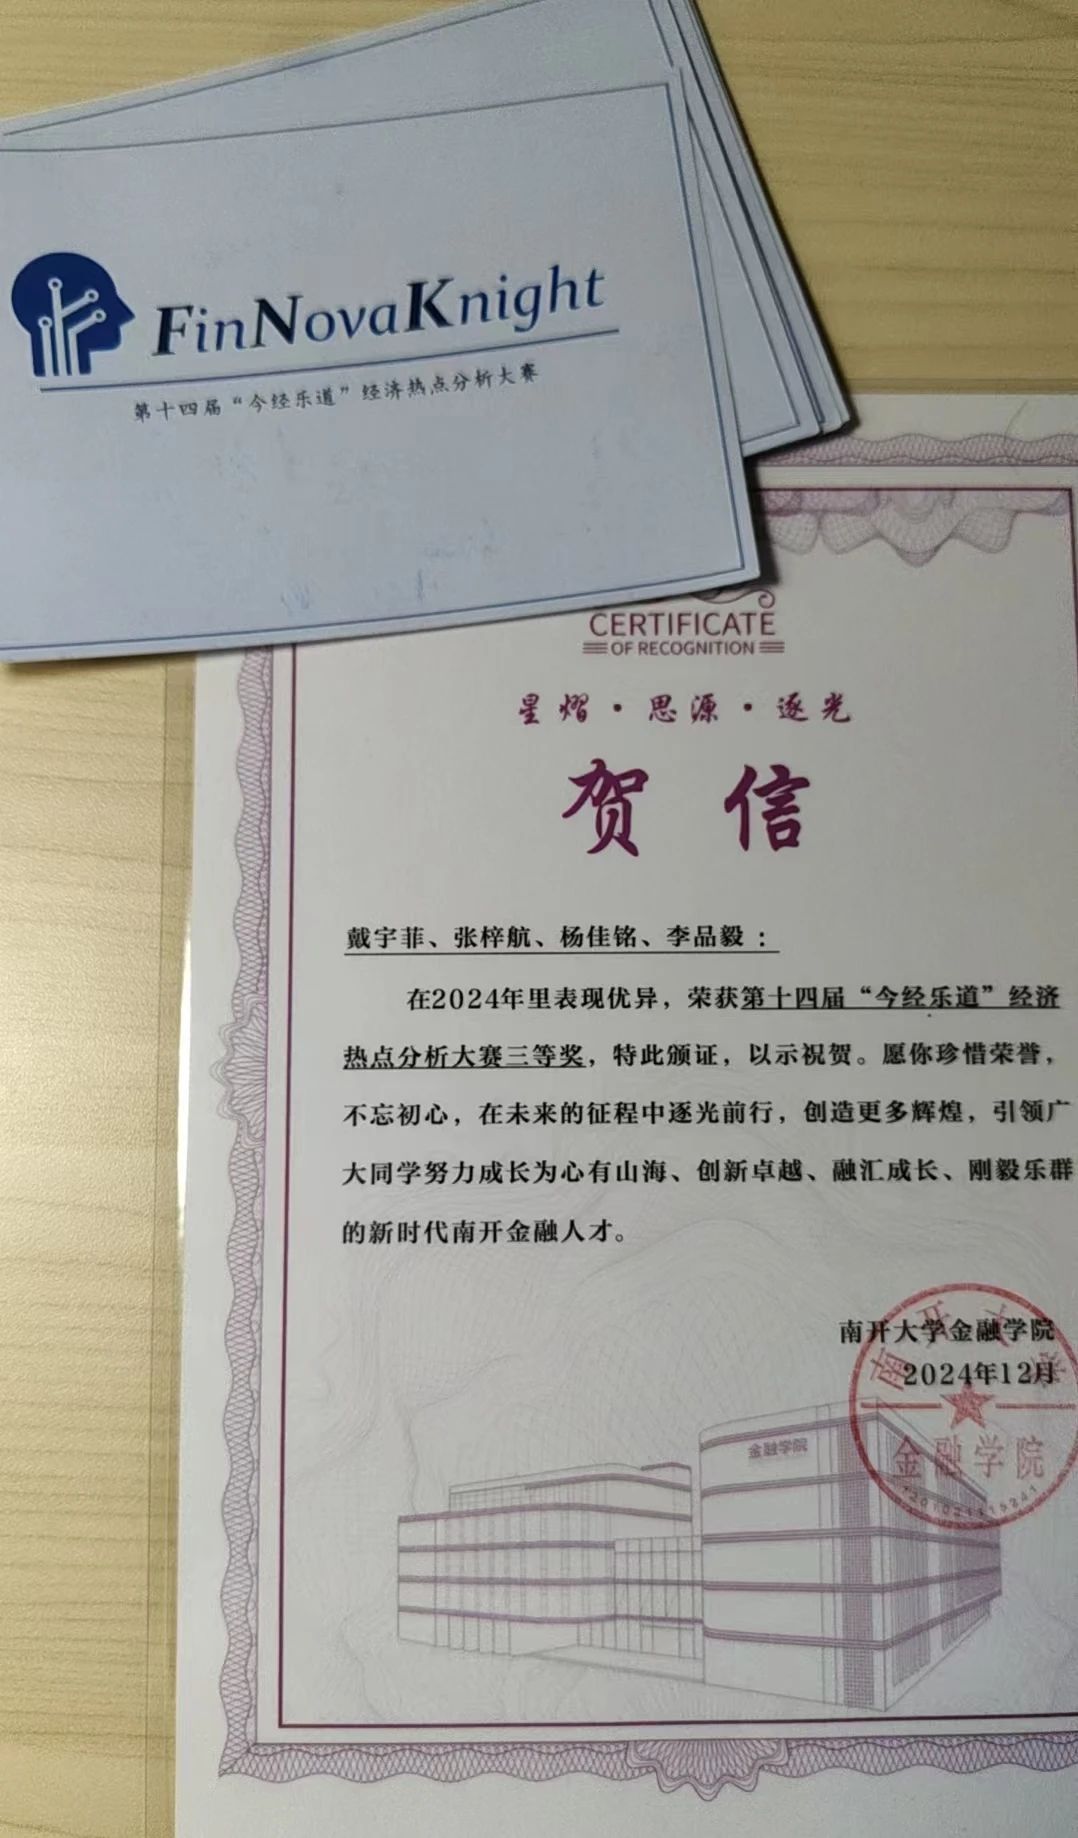 FinNovaKnight
第十四届“今经乐道”经济热点分析大赛
CERTIFICATE
OF RECOGNITION
星熠·思源·逐光
贺信
戴宇菲、张梓航、杨佳铭、李品毅：
在2024年里表现优异，荣获第十四届“今经乐道”经济
热点分析大赛三等奖，特此颁证，以示祝贺。愿你珍惜荣誉，
不忘初心，在未来的征程中逐光前行，创造更多辉煌，引领广
大同学努力成长为心有山海、创新卓越、融汇成长、刚毅乐群
的新时代南开金融人才。
南开大学金融学院
2024年12月
南开大学
金融学院
金融学院